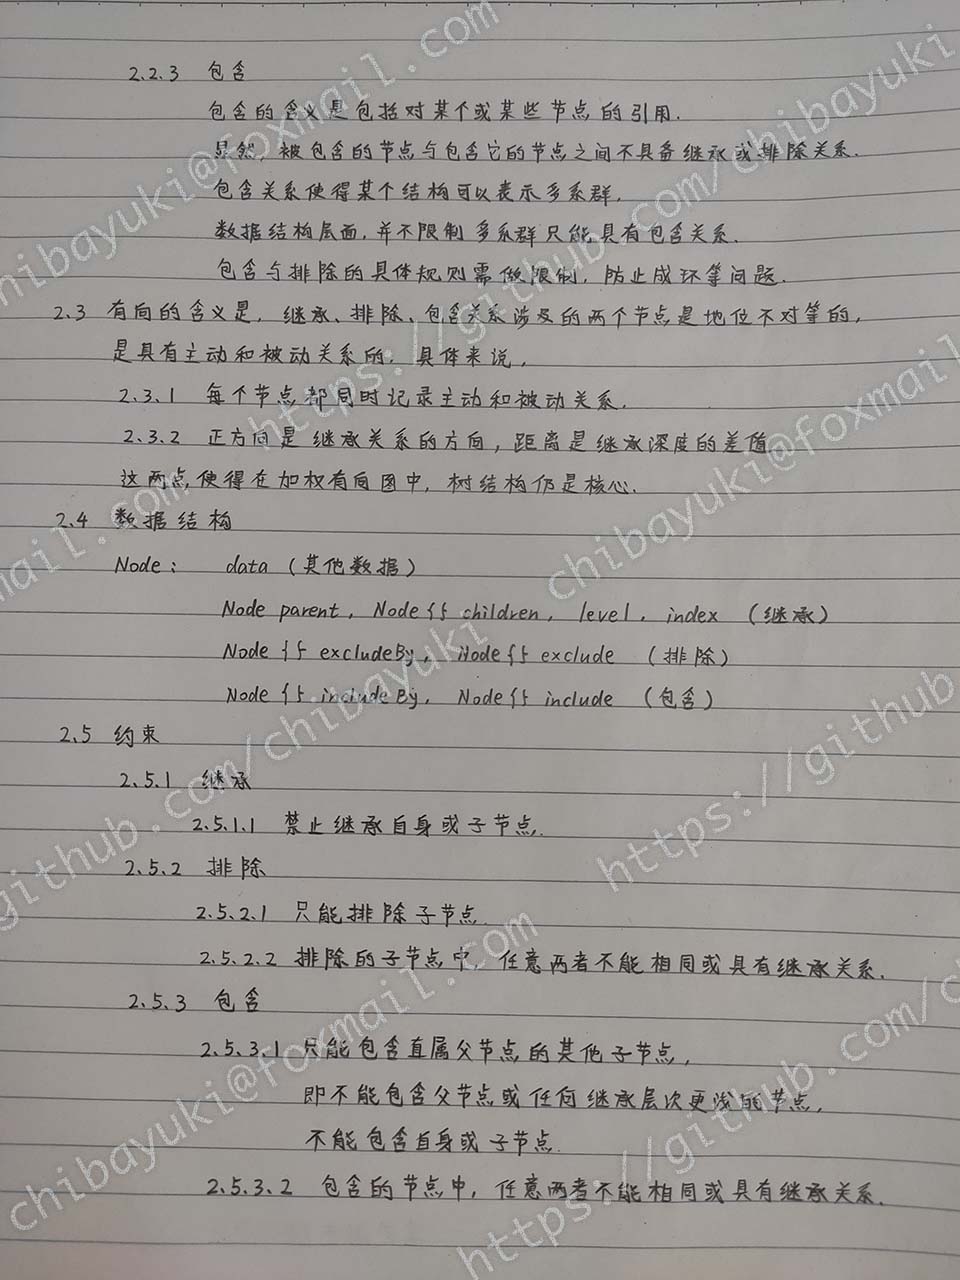 2.2.3 包含
包含的含义是包括对某个或某些节点的引用.
显然, 被包含的节点与包含它的节点之间不具备继承或排除关系.
包含关系使得某个结构可以表示多系群,
数据结构层面, 并不限制多系群只能具有包含关系.
包含与排除的具体规则需做限制, 防止成环等问题.
2.3 有向的含义是, 继承、排除、包含关系涉及的两个节点是地位不对等的,
是具有主动和被动关系的, 具体来说,
2.3.1 每个节点都同时记录主动和被动关系.
2.3.2 正方向是继承关系的方向, 距离是继承深度的差值.
这两点使得在加权有向图中, 树结构仍是核心.
2.4 数据结构
Node: data (其他数据)
Node parent, Node{} children, level, index (继承)
Node {} excludeBy, Node{} exclude (排除)
Node {} includeBy, Node{} include (包含)
2.5 约束
2.5.1 继承
2.5.1.1 禁止继承自身或子节点.
2.5.2 排除
2.5.2.1 只能排除子节点.
2.5.2.2 排除的子节点中, 任意两者不能相同或具有继承关系.
2.5.3 包含
2.5.3.1 只能包含直属父节点的其他子节点,
即不能包含父节点或任何继承层次更浅的节点,
不能包含自身或子节点.
2.5.3.2 包含的节点中, 任意两者不能相同或具有继承关系.
chibayuki@foxmail.com
https://github.com/chibayuki